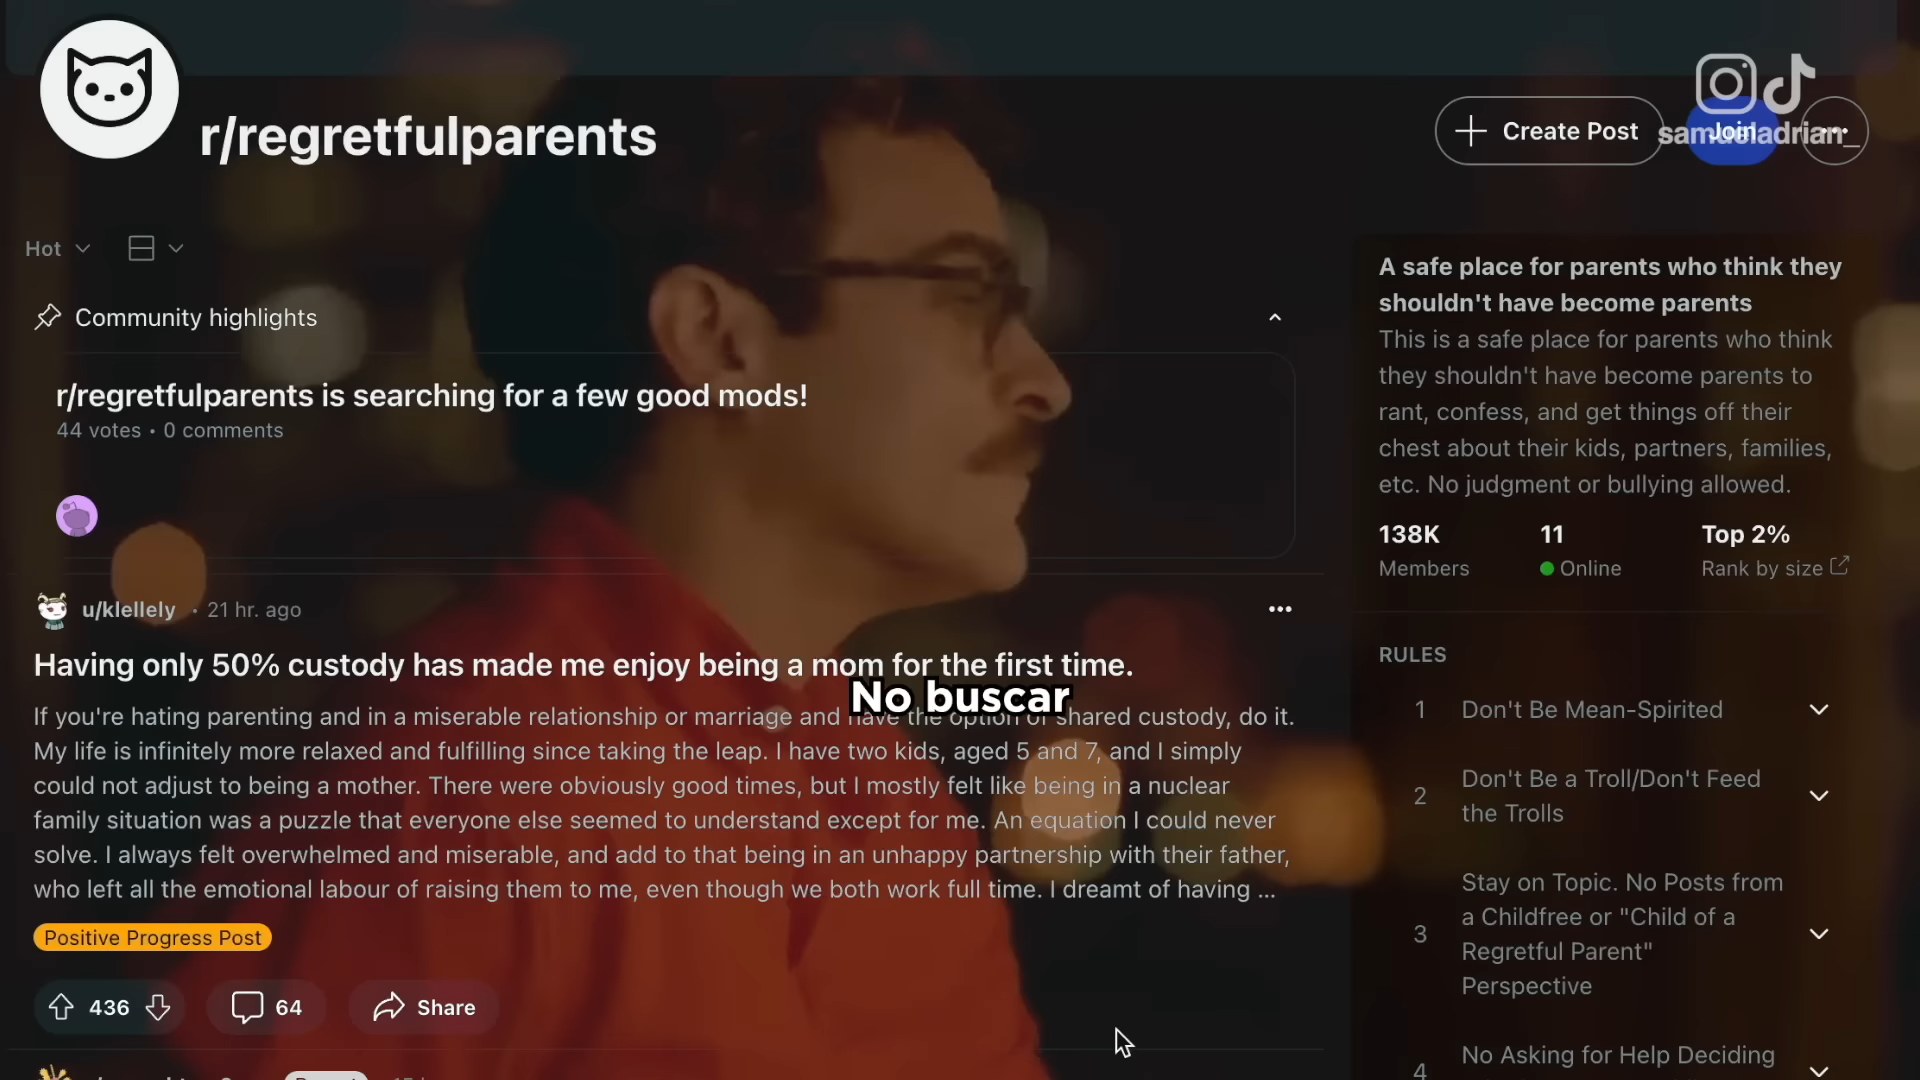 r/regretfulparents
Create Post
Join
samueladrian_
Hot
Community highlights
r/regretfulparents is searching for a few good mods!
44 votes • 0 comments
u/klellely • 21 hr. ago
Having only 50% custody has made me enjoy being a mom for the first time.
No buscar
If you're hating parenting and in a miserable relationship or marriage and have the option of shared custody, do it.
My life is infinitely more relaxed and fulfilling since taking the leap. I have two kids, aged 5 and 7, and I simply
could not adjust to being a mother. There were obviously good times, but I mostly felt like being in a nuclear
family situation was a puzzle that everyone else seemed to understand except for me. An equation I could never
solve. I always felt overwhelmed and miserable, and add to that being in an unhappy partnership with their father,
who left all the emotional labour of raising them to me, even though we both work full time. I dreamt of having ...
Positive Progress Post
436
64
Share
A safe place for parents who think they
shouldn't have become parents
This is a safe place for parents who think
they shouldn't have become parents to
rant, confess, and get things off their
chest about their kids, partners, families,
etc. No judgment or bullying allowed.
138K 11 Top 2%
Members Online Rank by size
RULES
1 Don't Be Mean-Spirited
2 Don't Be a Troll/Don't Feed
the Trolls
3 Stay on Topic. No Posts from
a Childfree or "Child of a
Regretful Parent"
Perspective
4 No Asking for Help Deciding